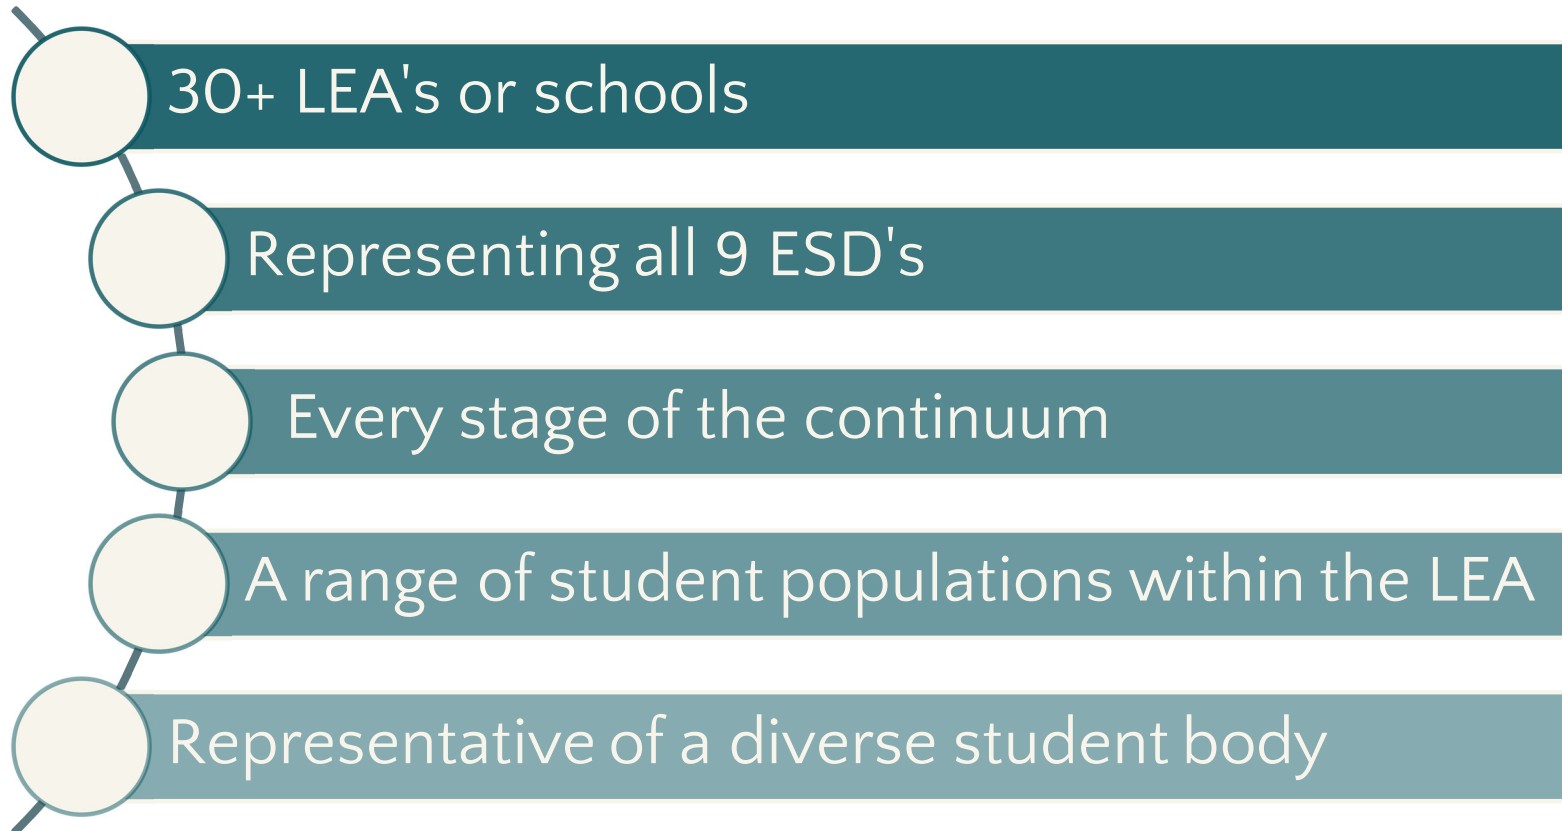 30+ LEA's or schools
Representing all 9 ESD's
Every stage of the continuum
A range of student populations within the LEA
Representative of a diverse student body